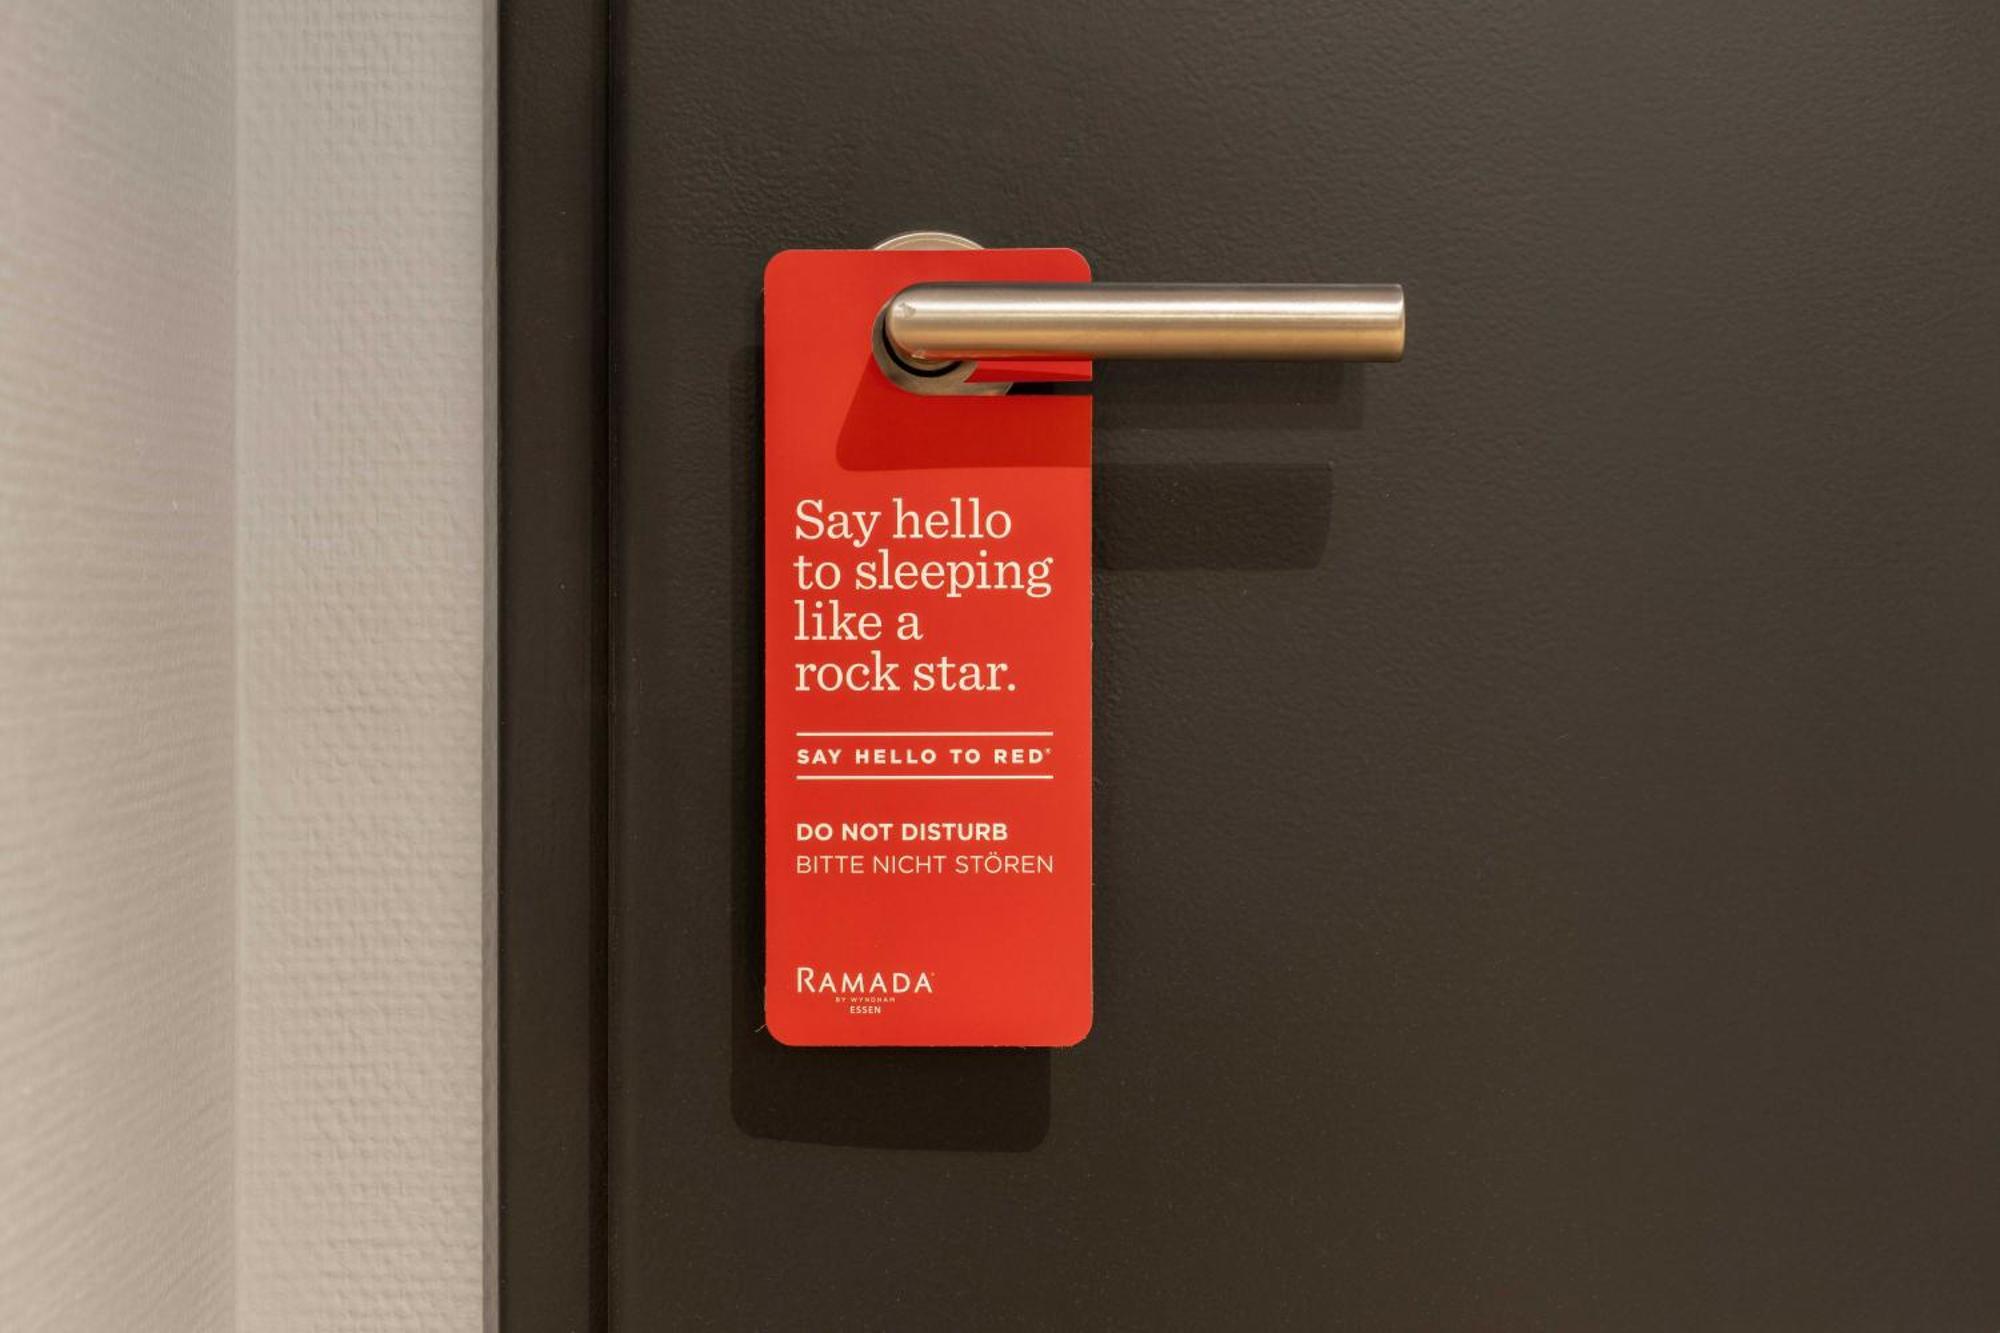 Say hello
to sleeping
like a
rock star.
SAY HELLO TO RED®
DO NOT DISTURB
BITTE NICHT STÖREN
RAMADA®
BY WYNDHAM
ESSEN